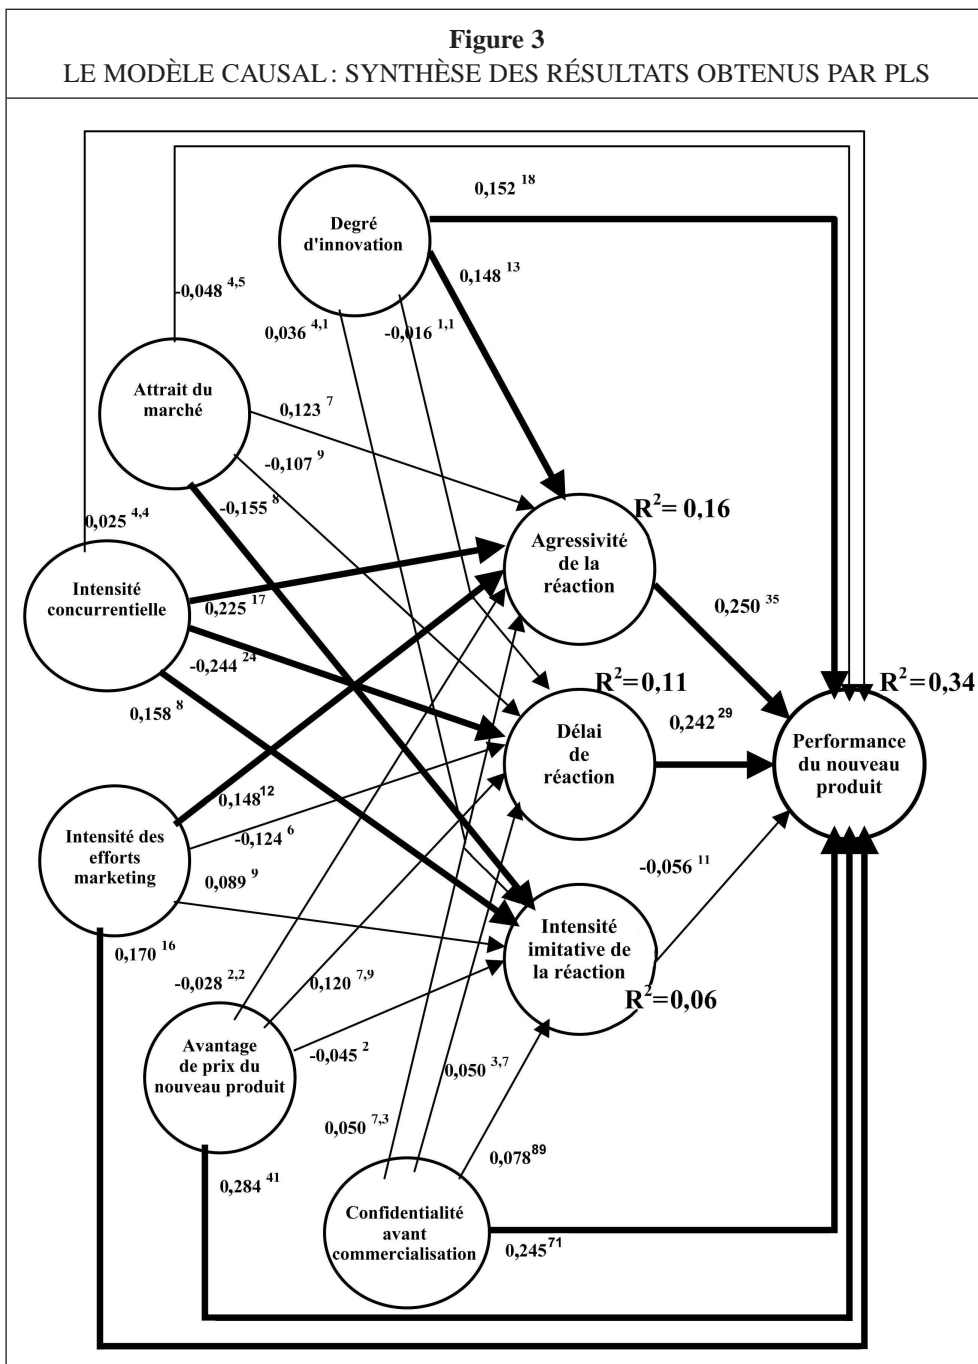 Figure 3
LE MODÈLE CAUSAL : SYNTHÈSE DES RÉSULTATS OBTENUS PAR PLS
0,152 18
Degré
d'innovation
0,148 13
-0,048 4,5
0,036 4,1
-0,016 1,1
Attrait du
marché
0,123 7
-0,107 9
-0,155 8
R²= 0,16
0,025 4,4
Agressivité
de la
réaction
Intensité
concurrentielle
0,225 17
0,250 35
-0,244 24
R²= 0,11
R²= 0,34
0,158 8
Délai
de
réaction
0,242 29
Performance
du nouveau
produit
0,148 12
Intensité des
efforts
marketing
-0,124 6
0,089 9
-0,056 11
Intensité
imitative de
la réaction
0,170 16
-0,028 2,2
0,120 7,9
R²=0,06
Avantage
de prix du
nouveau produit
-0,045 2
0,050 3,7
0,050 7,3
0,078 89
0,284 41
Confidentialité
avant
commercialisation
0,245 71